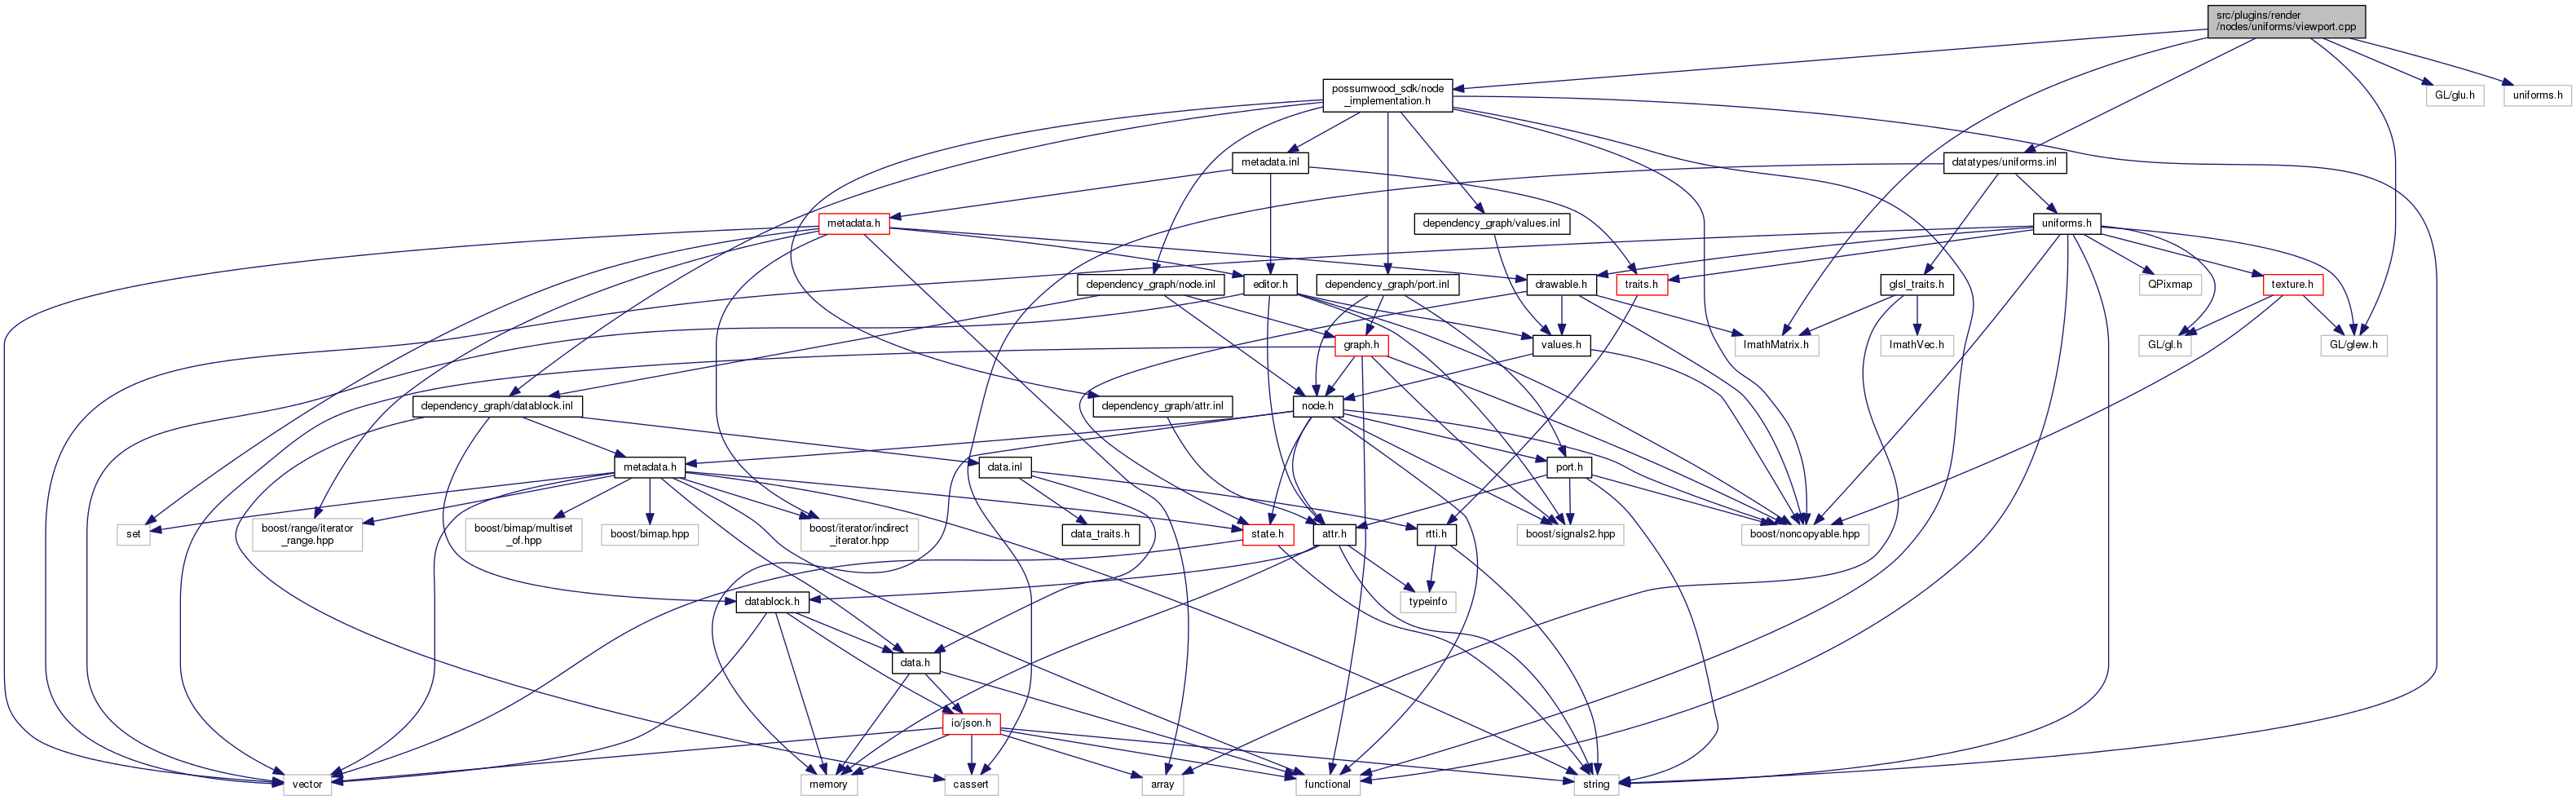 src/plugins/render
/nodes/uniforms/viewport.cpp
possumwood_sdk/node
_implementation.h
GL/glu.h
uniforms.h
metadata.inl
datatypes/uniforms.inl
metadata.h
dependency_graph/values.inl
uniforms.h
dependency_graph/node.inl
editor.h
dependency_graph/port.inl
drawable.h
traits.h
glsl_traits.h
QPixmap
texture.h
graph.h
values.h
ImathMatrix.h
ImathVec.h
GL/gl.h
GL/glew.h
dependency_graph/datablock.inl
dependency_graph/attr.inl
node.h
metadata.h
data.inl
port.h
set
boost/range/iterator
_range.hpp
boost/bimap/multiset
_of.hpp
boost/bimap.hpp
boost/iterator/indirect
_iterator.hpp
data_traits.h
state.h
attr.h
rtti.h
boost/signals2.hpp
boost/noncopyable.hpp
datablock.h
typeinfo
data.h
io/json.h
vector
memory
cassert
array
functional
string